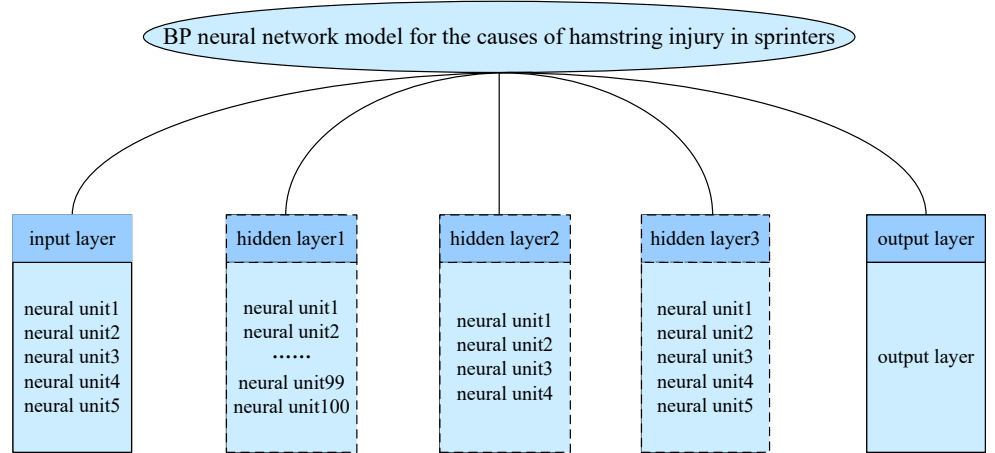 BP neural network model for the causes of hamstring injury in sprinters
input layer
neural unit1
neural unit2
neural unit3
neural unit4
neural unit5
hidden layer1
neural unit1
neural unit2
......
neural unit99
neural unit100
hidden layer2
neural unit1
neural unit2
neural unit3
neural unit4
hidden layer3
neural unit1
neural unit2
neural unit3
neural unit4
neural unit5
output layer
output layer